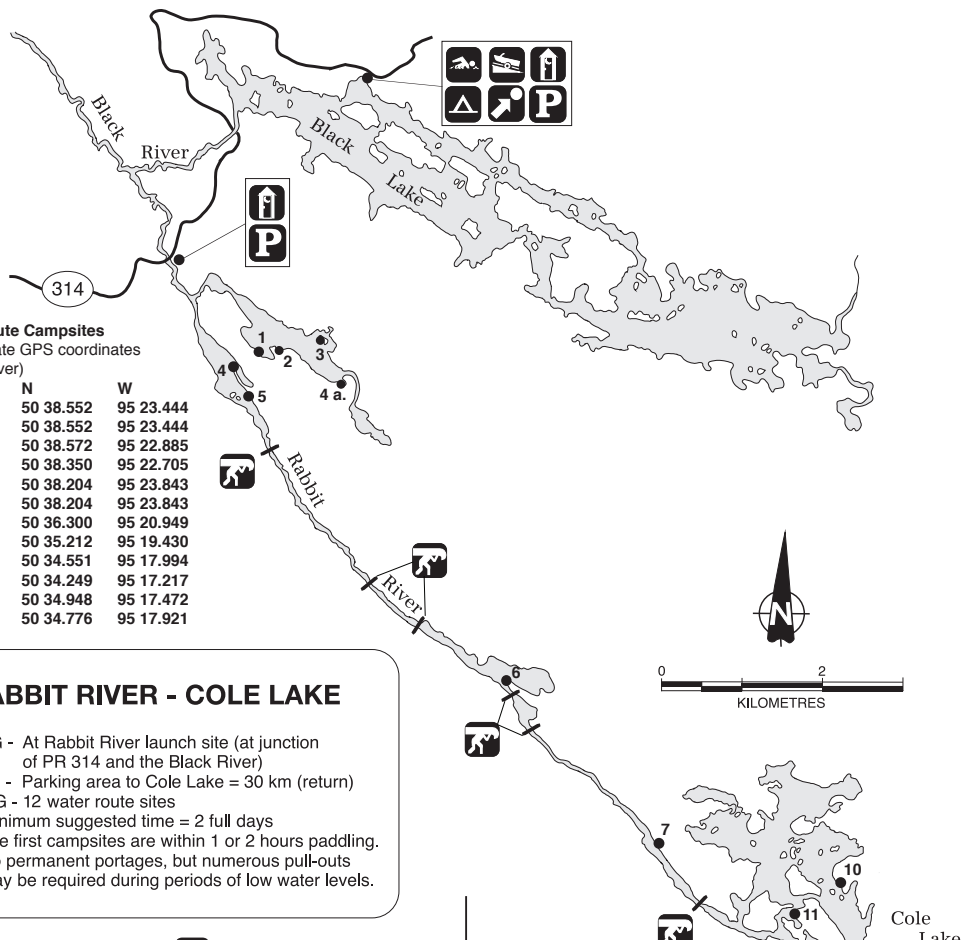 Black
River
Black
Lake
P
P
314
ute Campsites
ate GPS coordinates
ver)
N W
50 38.552 95 23.444
50 38.552 95 23.444
50 38.572 95 22.885
50 38.350 95 22.705
50 38.204 95 23.843
50 38.204 95 23.843
50 36.300 95 20.949
50 35.212 95 19.430
50 34.551 95 17.994
50 34.249 95 17.217
50 34.948 95 17.472
50 34.776 95 17.921
1
2
3
4
4 a.
5
Rabbit
River
6
N
0 2
KILOMETRES
ABBIT RIVER - COLE LAKE
G - At Rabbit River launch site (at junction
of PR 314 and the Black River)
- Parking area to Cole Lake = 30 km (return)
G - 12 water route sites
nimum suggested time = 2 full days
e first campsites are within 1 or 2 hours paddling.
o permanent portages, but numerous pull-outs
ay be required during periods of low water levels.
7
10
11
Cole
Lake